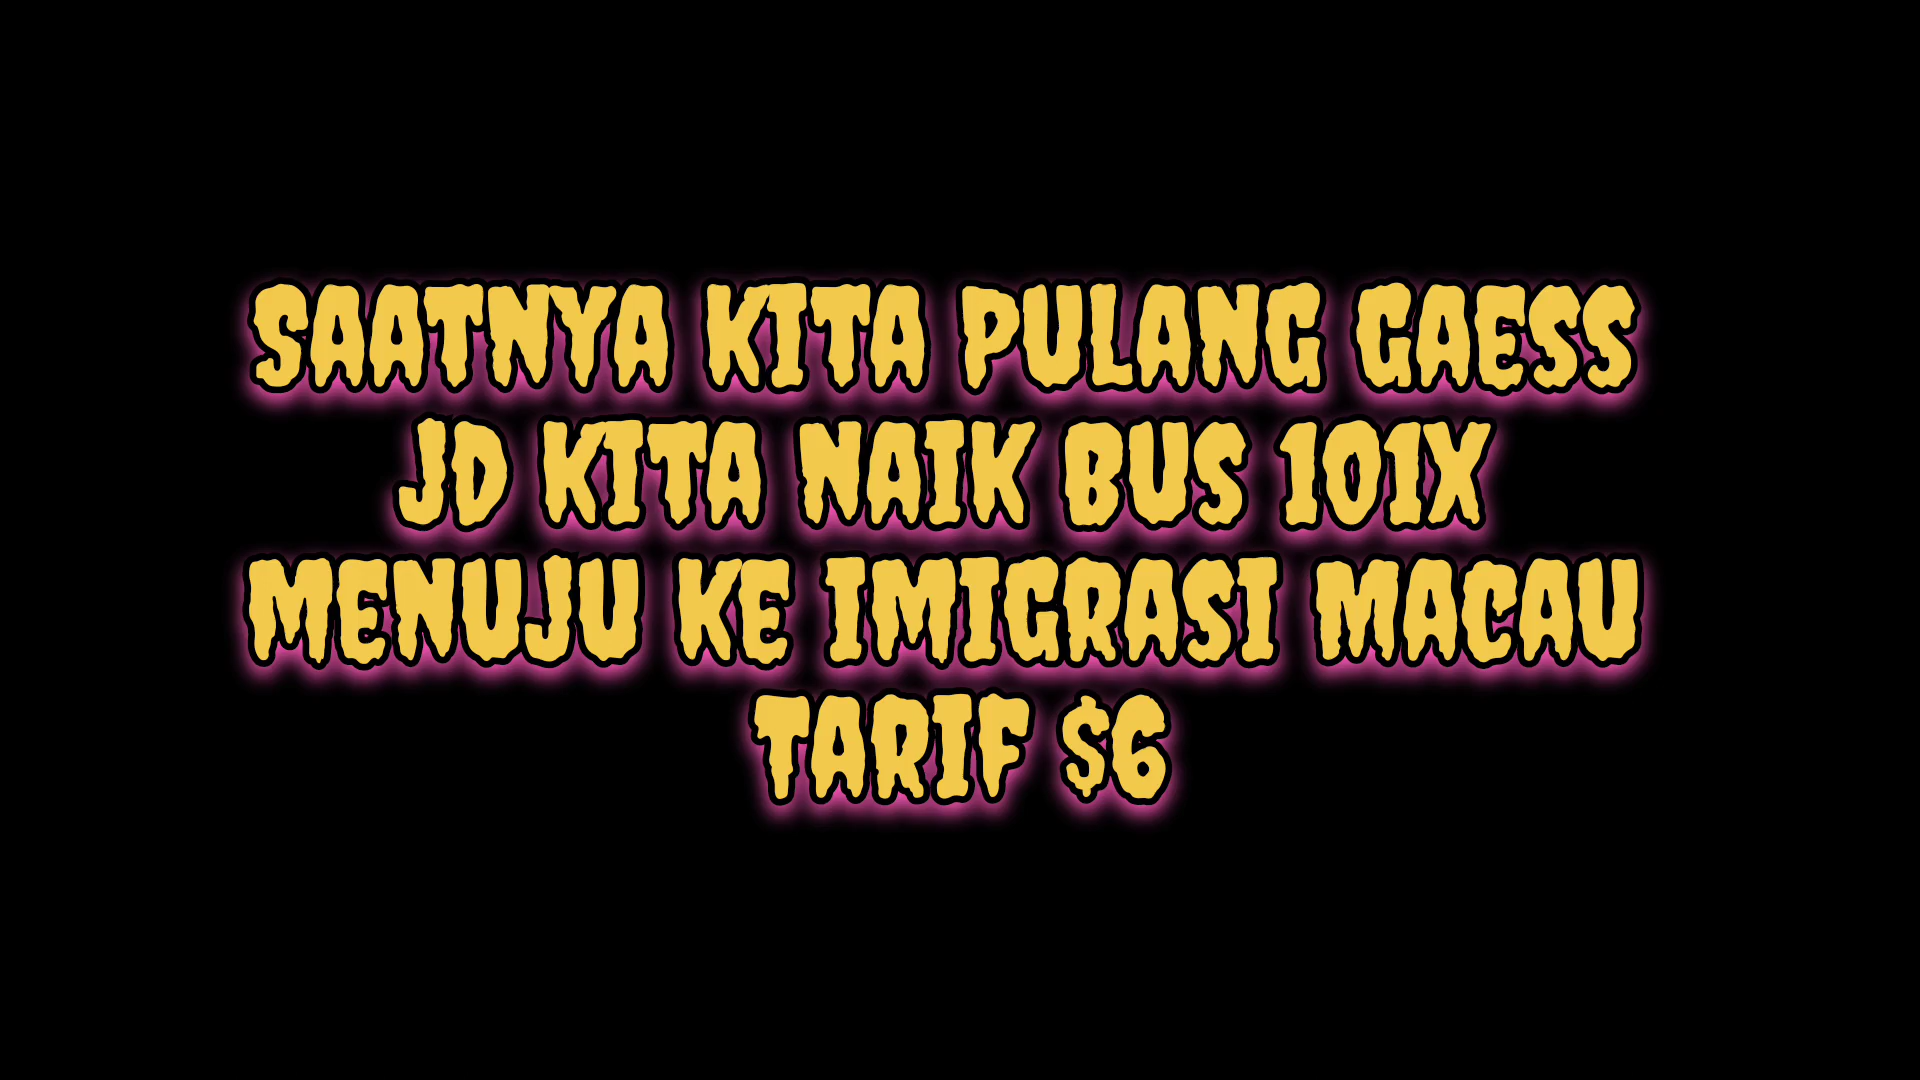 SAATNYA KITA PULANG GAESS
JD KITA NAIK BUS 101X
MENUJU KE IMIGRASI MACAU
TARIF $6